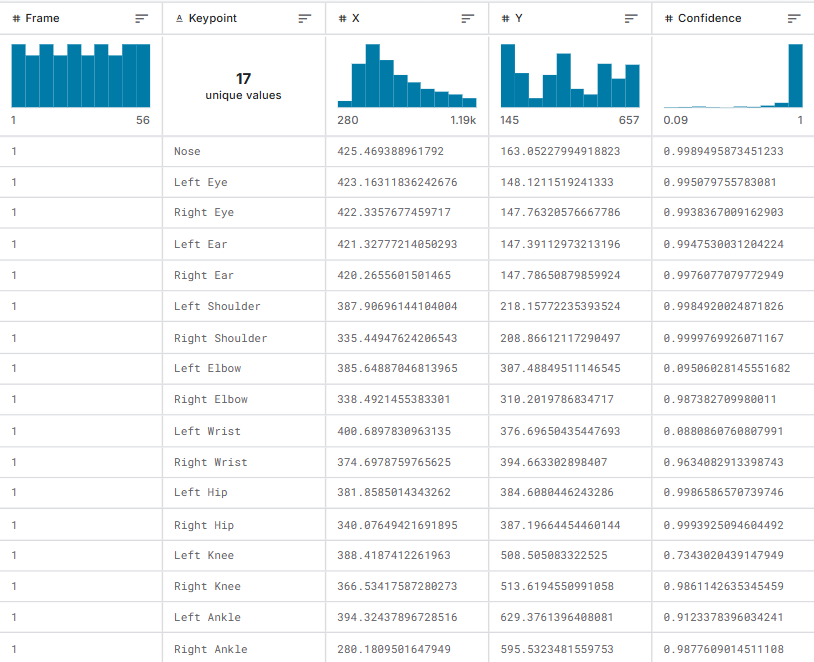 # Frame A Keypoint # X # Y # Confidence
17
unique values
1 56 280 1.19k 145 657 0.09 1
1 Nose 425.469388961792 163.05227994918823 0.9989495873451233
1 Left Eye 423.16311836242676 148.1211519241333 0.995079755783081
1 Right Eye 422.3357677459717 147.76320576667786 0.9938367009162903
1 Left Ear 421.32777214050293 147.39112973213196 0.9947530031204224
1 Right Ear 420.2655601501465 147.78650879859924 0.9976077079772949
1 Left Shoulder 387.90696144104004 218.15772235393524 0.9984920024871826
1 Right Shoulder 335.44947624206543 208.86612117290497 0.9999769926071167
1 Left Elbow 385.64887046813965 307.48849511146545 0.09506028145551682
1 Right Elbow 338.4921455383301 310.2019786834717 0.987382709980011
1 Left Wrist 400.6897830963135 376.69650435447693 0.0880860760807991
1 Right Wrist 374.6978759765625 394.663302898407 0.9634082913398743
1 Left Hip 381.8585014343262 384.6080446243286 0.9986586570739746
1 Right Hip 340.07649421691895 387.19664454460144 0.9993925094604492
1 Left Knee 388.4187412261963 508.505083322525 0.7343020439147949
1 Right Knee 366.53417587280273 513.6194550991058 0.9861142635345459
1 Left Ankle 394.32437896728516 629.3761396408081 0.9123378396034241
1 Right Ankle 280.1809501647949 595.5323481559753 0.9877609014511108